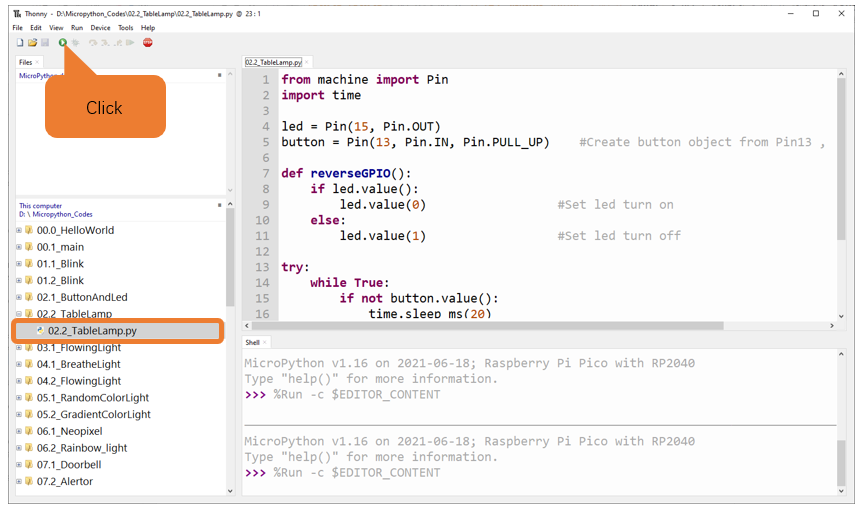 Thonny - D:\Micropython_Codes\02.2_TableLamp\02.2_TableLamp.py @ 23 : 1
File Edit View Run Device Tools Help
Files
Click
This computer
D: \ Micropython_Codes
00.0_HelloWorld
00.1_main
01.1_Blink
01.2_Blink
02.1_ButtonAndLed
02.2_TableLamp
02.2_TableLamp.py
03.1_FlowingLight
04.1_BreatheLight
04.2_FlowingLight
05.1_RandomColorLight
05.2_GradientColorLight
06.1_Neopixel
06.2_Rainbow_light
07.1_Doorbell
07.2_Alertor
02.2_TableLamp.py
1 from machine import Pin
2 import time
3
4 led = Pin(15, Pin.OUT)
5 button = Pin(13, Pin.IN, Pin.PULL_UP) #Create button object from Pin13 ,
6
7 def reverseGPIO():
8 if led.value():
9 led.value(0) #Set led turn on
10 else:
11 led.value(1) #Set led turn off
12
13 try:
14 while True:
15 if not button.value():
16 time.sleep_ms(20)
Shell
MicroPython v1.16 on 2021-06-18; Raspberry Pi Pico with RP2040
Type "help()" for more information.
>>> %Run -c $EDITOR_CONTENT
MicroPython v1.16 on 2021-06-18; Raspberry Pi Pico with RP2040
Type "help()" for more information.
>>> %Run -c $EDITOR_CONTENT